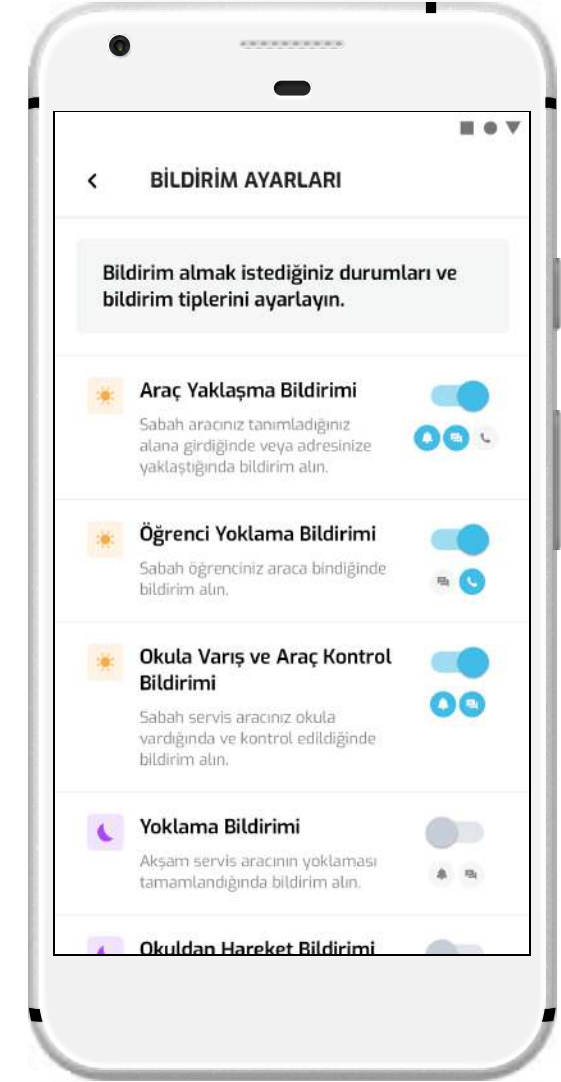 BİLDİRİM AYARLARI
Bildirim almak istediğiniz durumları ve
bildirim tiplerini ayarlayın.
Araç Yaklaşma Bildirimi
Sabah aracınız tanımladığınız
alana girdiğinde veya adresinize
yaklaştığında bildirim alın.
Öğrenci Yoklama Bildirimi
Sabah öğrenciniz araca bindiğinde
bildirim alın.
Okula Varış ve Araç Kontrol
Bildirimi
Sabah servis aracınız okula
vardığında ve kontrol edildiğinde
bildirim alın.
Yoklama Bildirimi
Akşam servis aracının yoklaması
tamamlandığında bildirim alın.
Okuldan Hareket Bildirimi